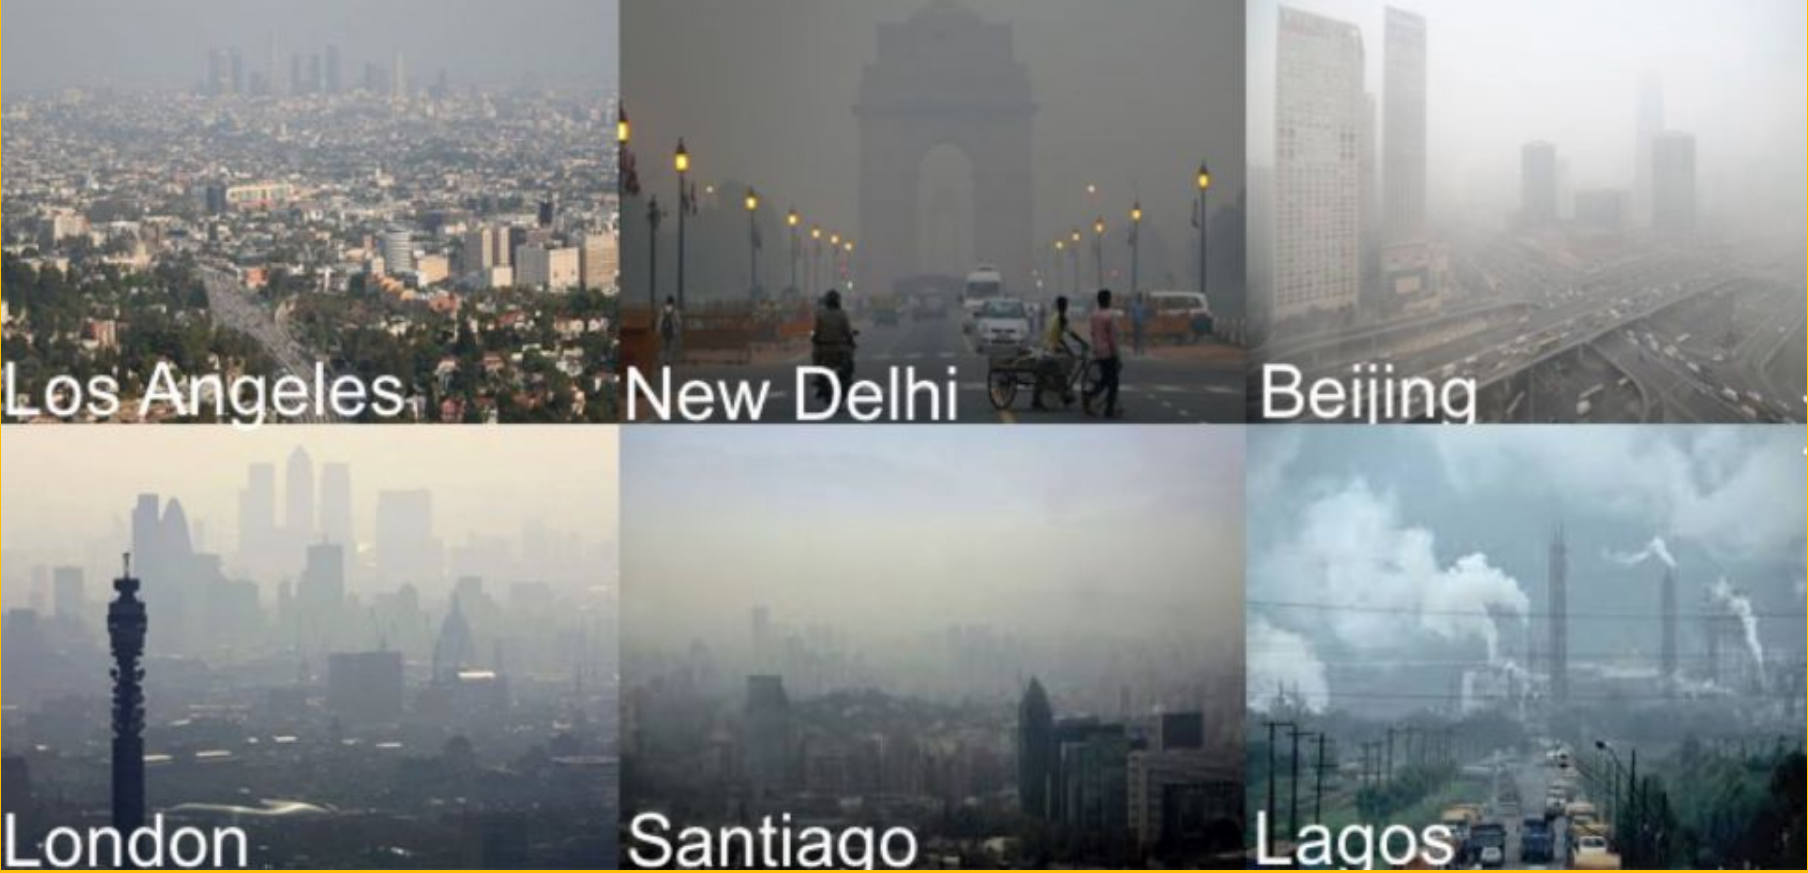 Los Angeles
New Delhi
Beijing
London
Santiago
Lagos